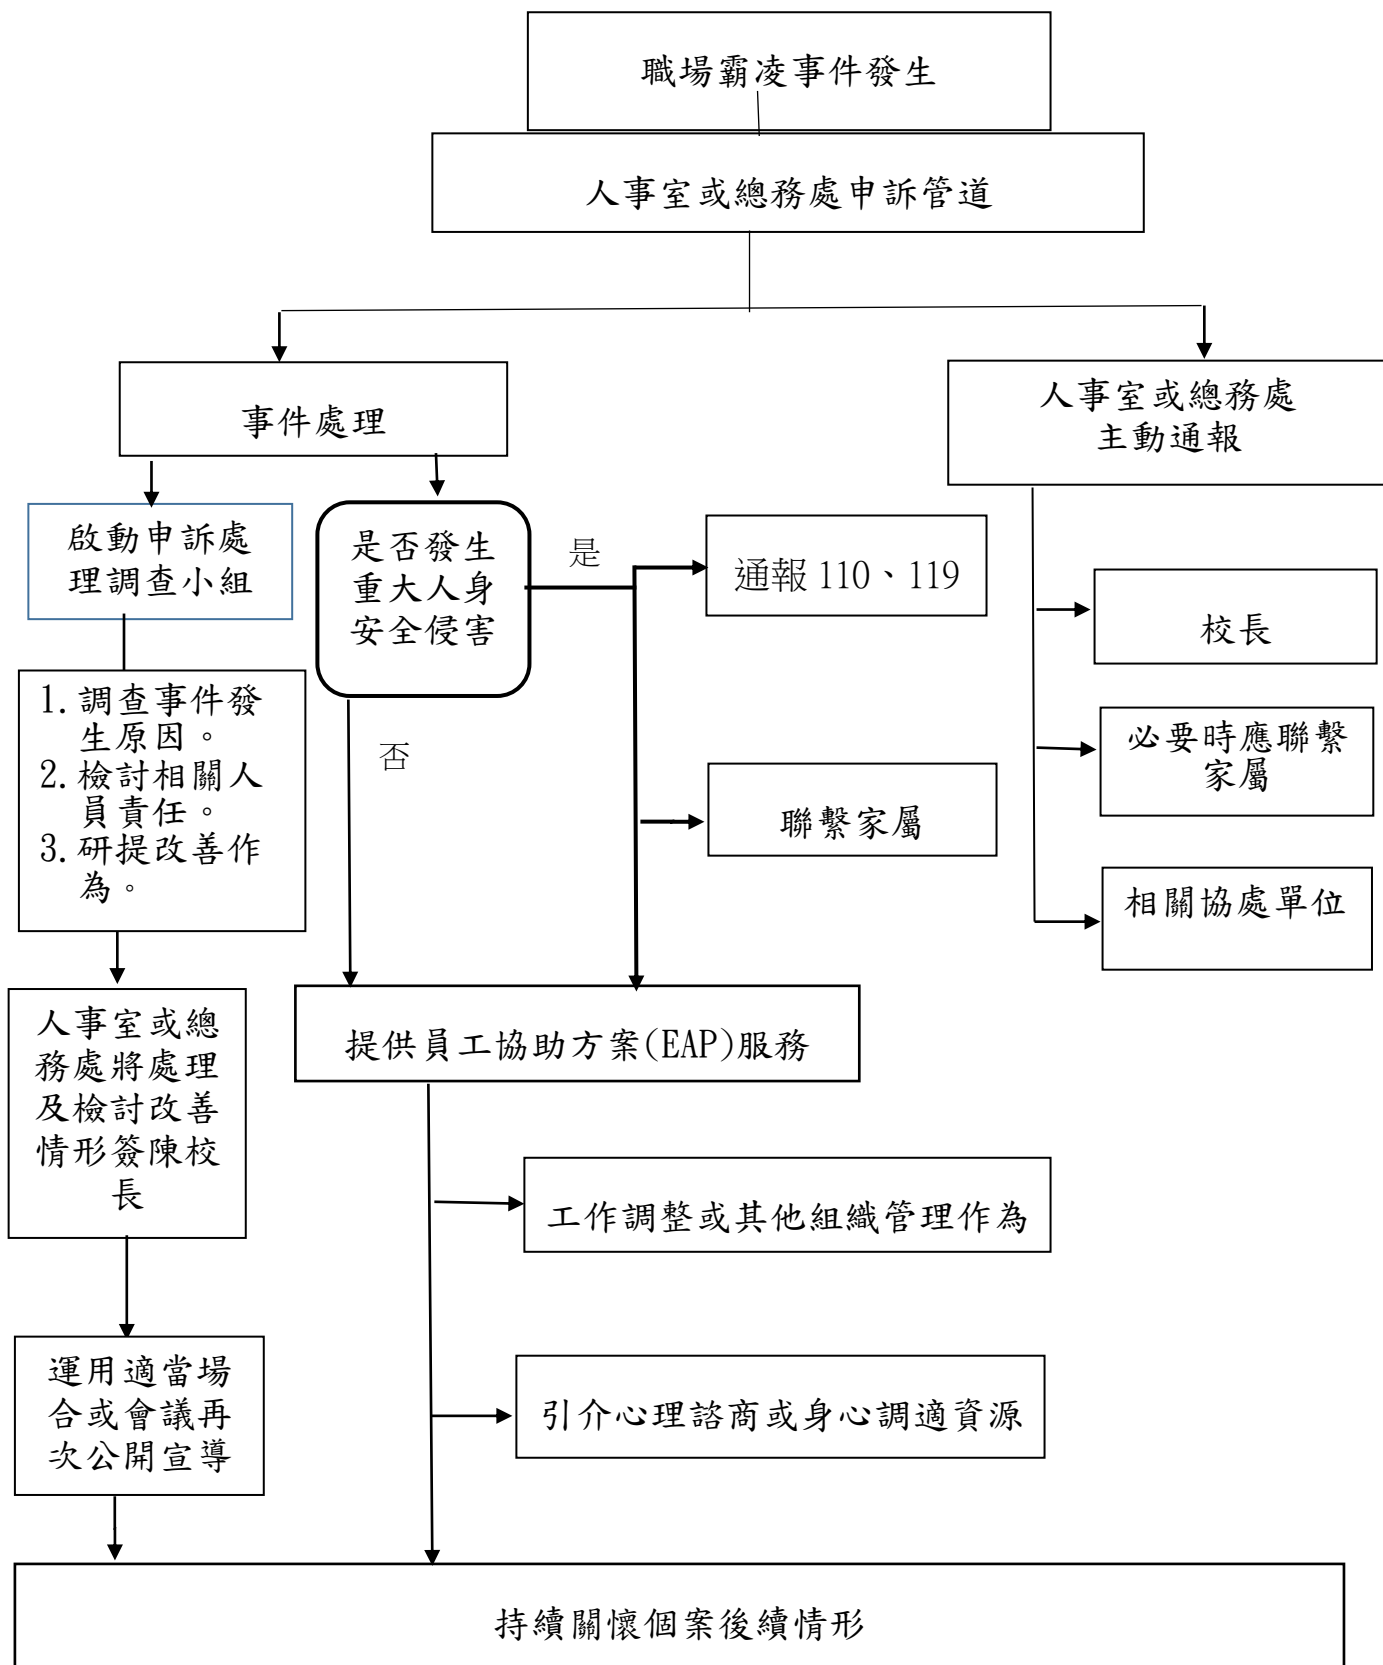 職場霸凌事件發生
人事室或總務處申訴管道
事件處理
人事室或總務處
主動通報
啟動申訴處
理調查小組
是否發生
重大人身
安全侵害
是
通報 110、119
校長
1. 調查事件發
生原因。
2. 檢討相關人
員責任。
3. 研提改善作
為。
否
聯繫家屬
必要時應聯繫
家屬
相關協處單位
人事室或總
務處將處理
及檢討改善
情形簽陳校
長
提供員工協助方案(EAP)服務
工作調整或其他組織管理作為
運用適當場
合或會議再
次公開宣導
引介心理諮商或身心調適資源
持續關懷個案後續情形